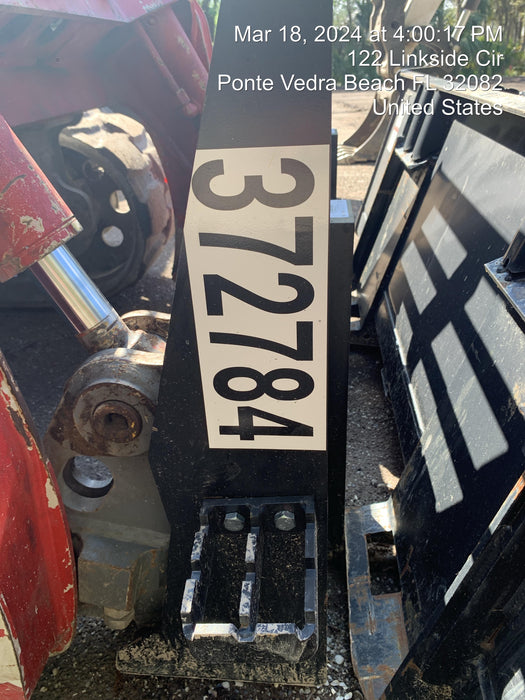 Mar 18, 2024 at 4:00:17 PM
122 Linkside Cir
Ponte Vedra Beach FL 32082
United States
372784